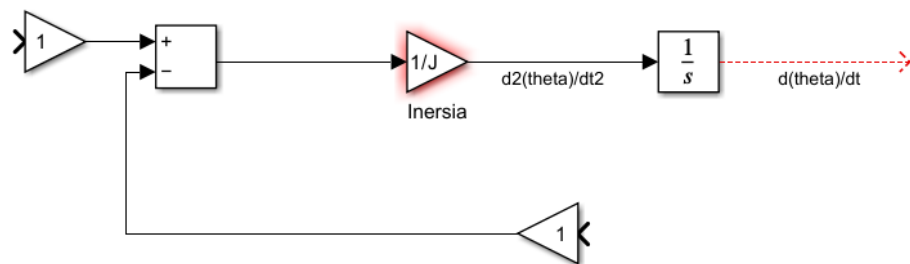 1
+
−
1/J
Inersia
d2(theta)/dt2
1
s
d(theta)/dt
1